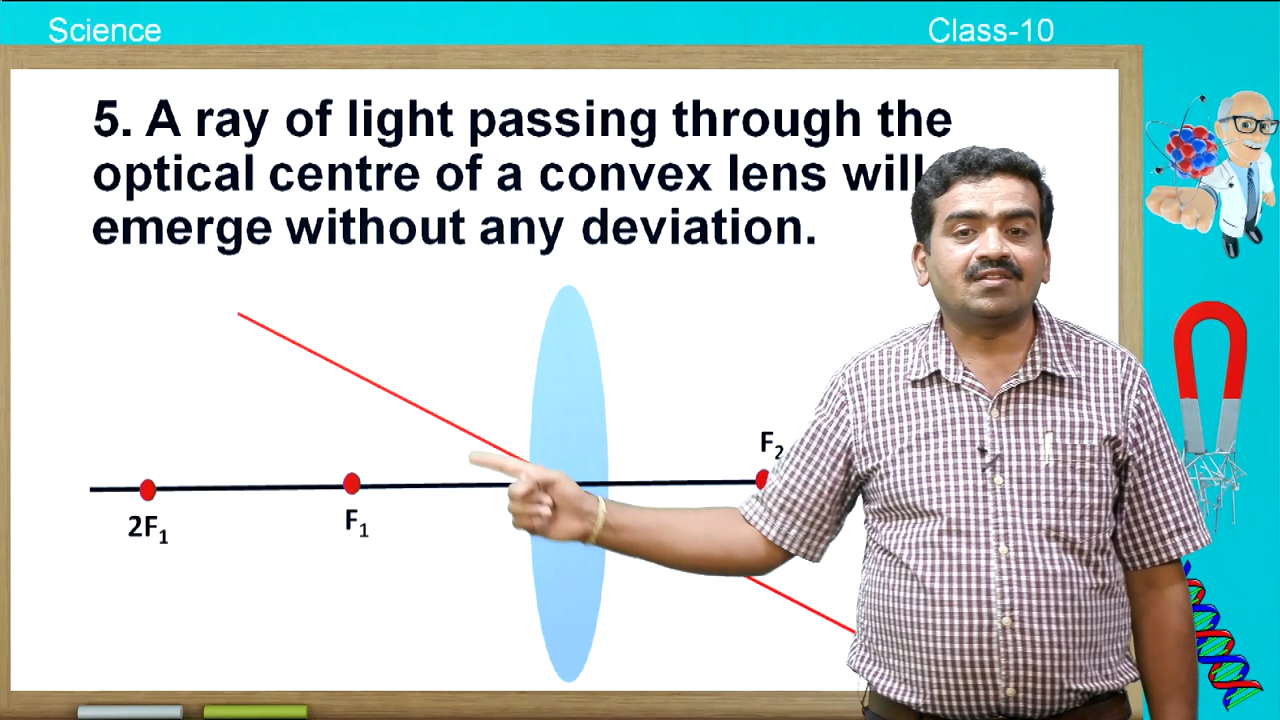 Science
Class-10
5. A ray of light passing through the
optical centre of a convex lens will
emerge without any deviation.
F₂
2F₁
F₁